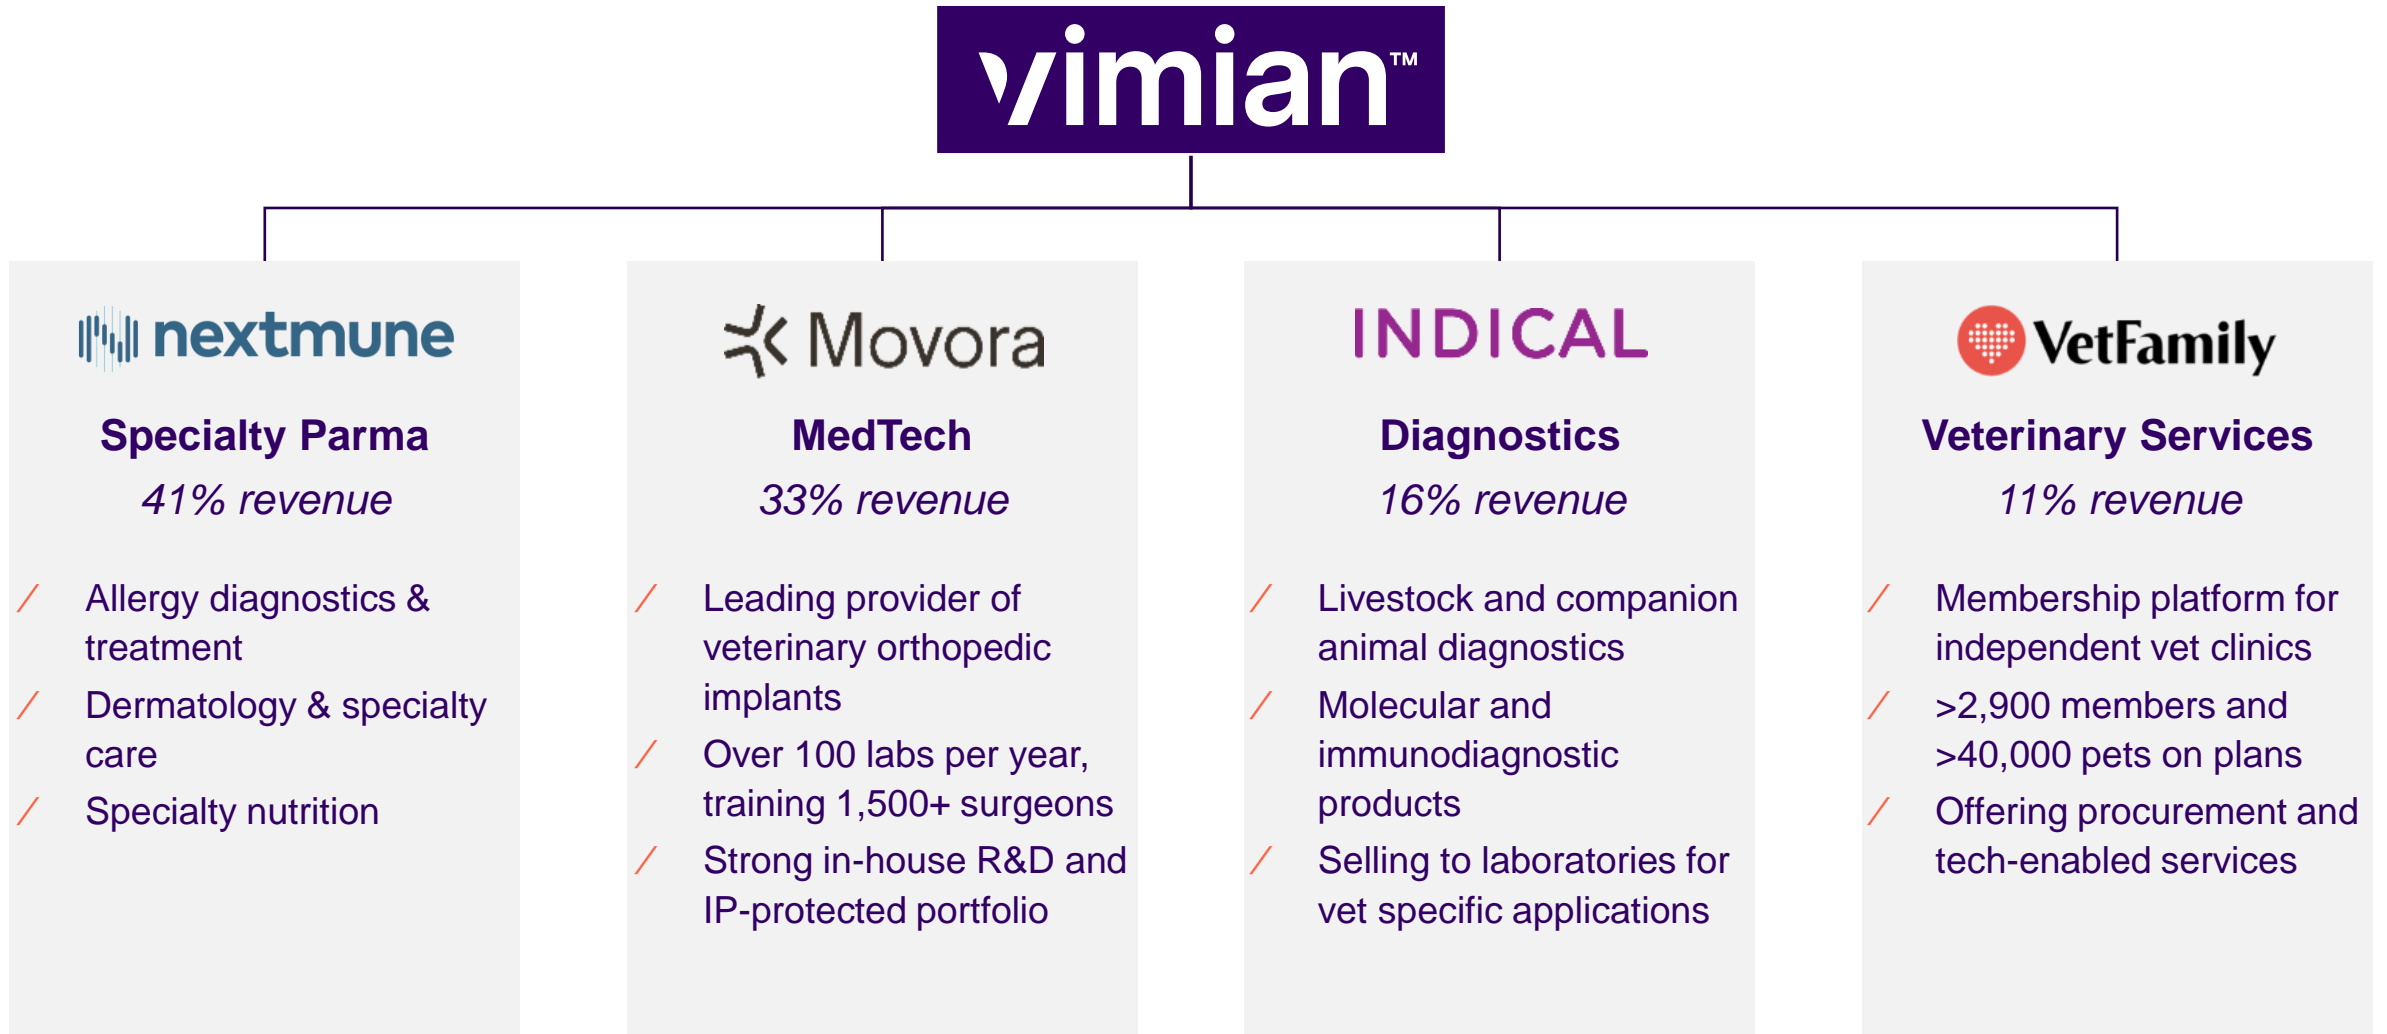 vimian™
nextmune
Specialty Parma
41% revenue
/ Allergy diagnostics &
treatment
/ Dermatology & specialty
care
/ Specialty nutrition
Movora
MedTech
33% revenue
/ Leading provider of
veterinary orthopedic
implants
/ Over 100 labs per year,
training 1,500+ surgeons
/ Strong in-house R&D and
IP-protected portfolio
INDICAL
Diagnostics
16% revenue
/ Livestock and companion
animal diagnostics
/ Molecular and
immunodiagnostic
products
/ Selling to laboratories for
vet specific applications
VetFamily
Veterinary Services
11% revenue
/ Membership platform for
independent vet clinics
/ >2,900 members and
>40,000 pets on plans
/ Offering procurement and
tech-enabled services